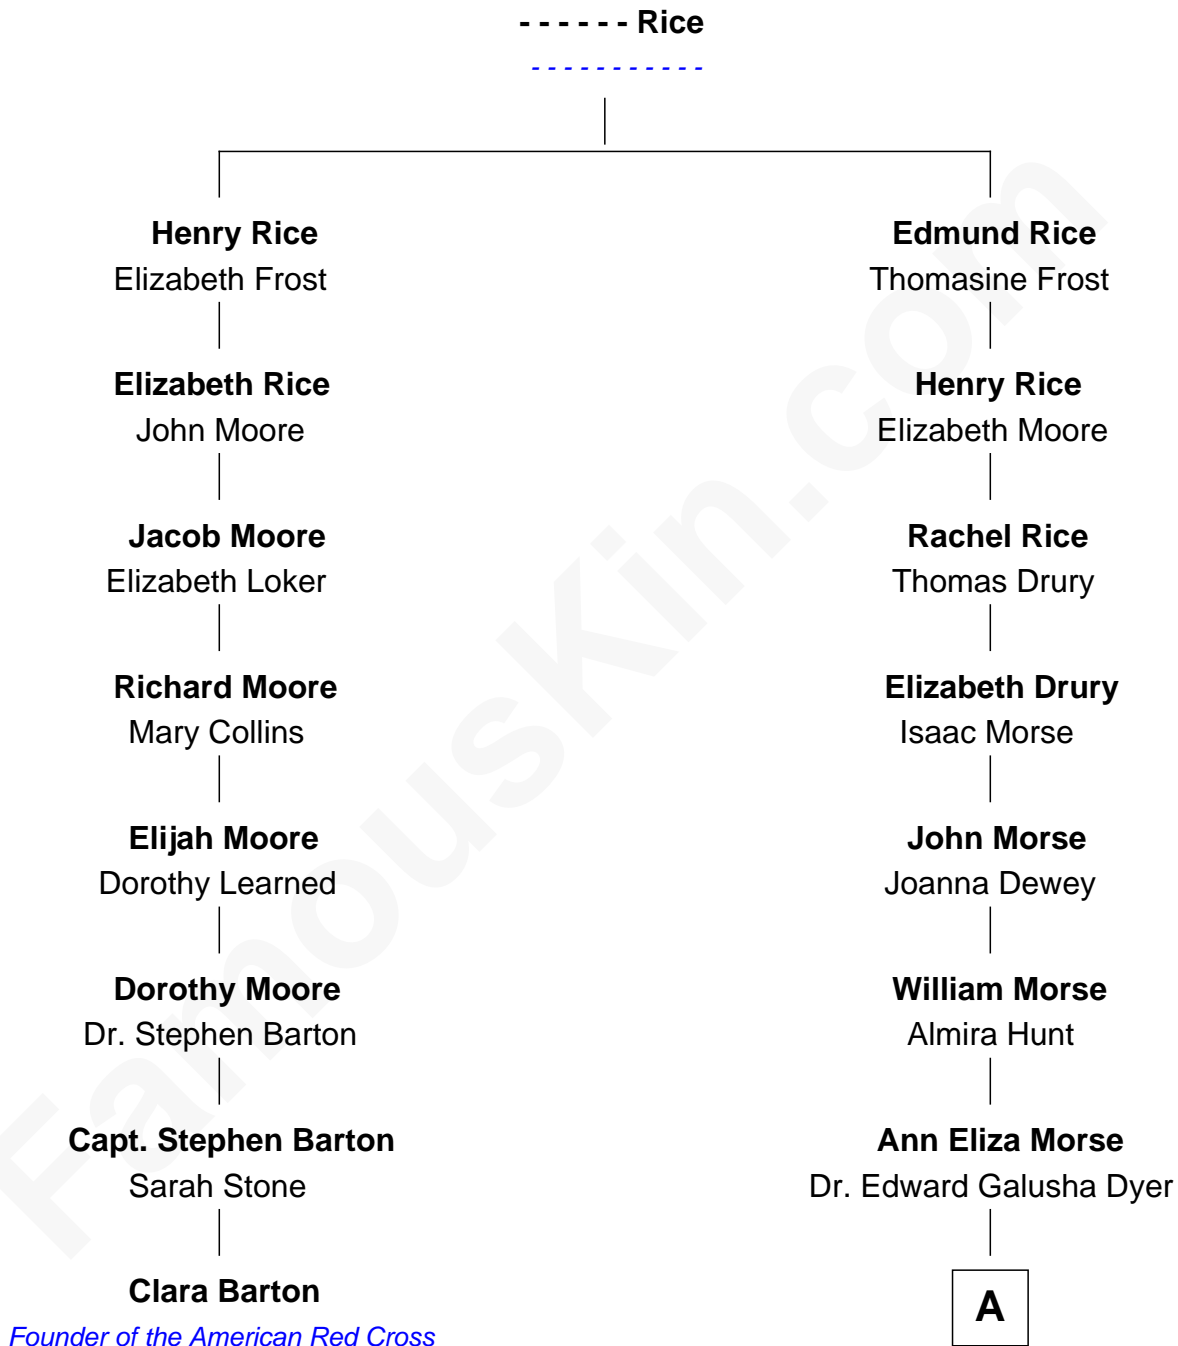 - - - - - - Rice
- - - - - - - - - - -
Henry Rice
Elizabeth Frost
Edmund Rice
Thomasine Frost
Elizabeth Rice
John Moore
Henry Rice
Elizabeth Moore
Jacob Moore
Elizabeth Loker
Rachel Rice
Thomas Drury
Richard Moore
Mary Collins
Elizabeth Drury
Isaac Morse
Elijah Moore
Dorothy Learned
John Morse
Joanna Dewey
Dorothy Moore
Dr. Stephen Barton
William Morse
Almira Hunt
Capt. Stephen Barton
Sarah Stone
Ann Eliza Morse
Dr. Edward Galusha Dyer
Clara Barton
Founder of the American Red Cross
A
FamousKin.com